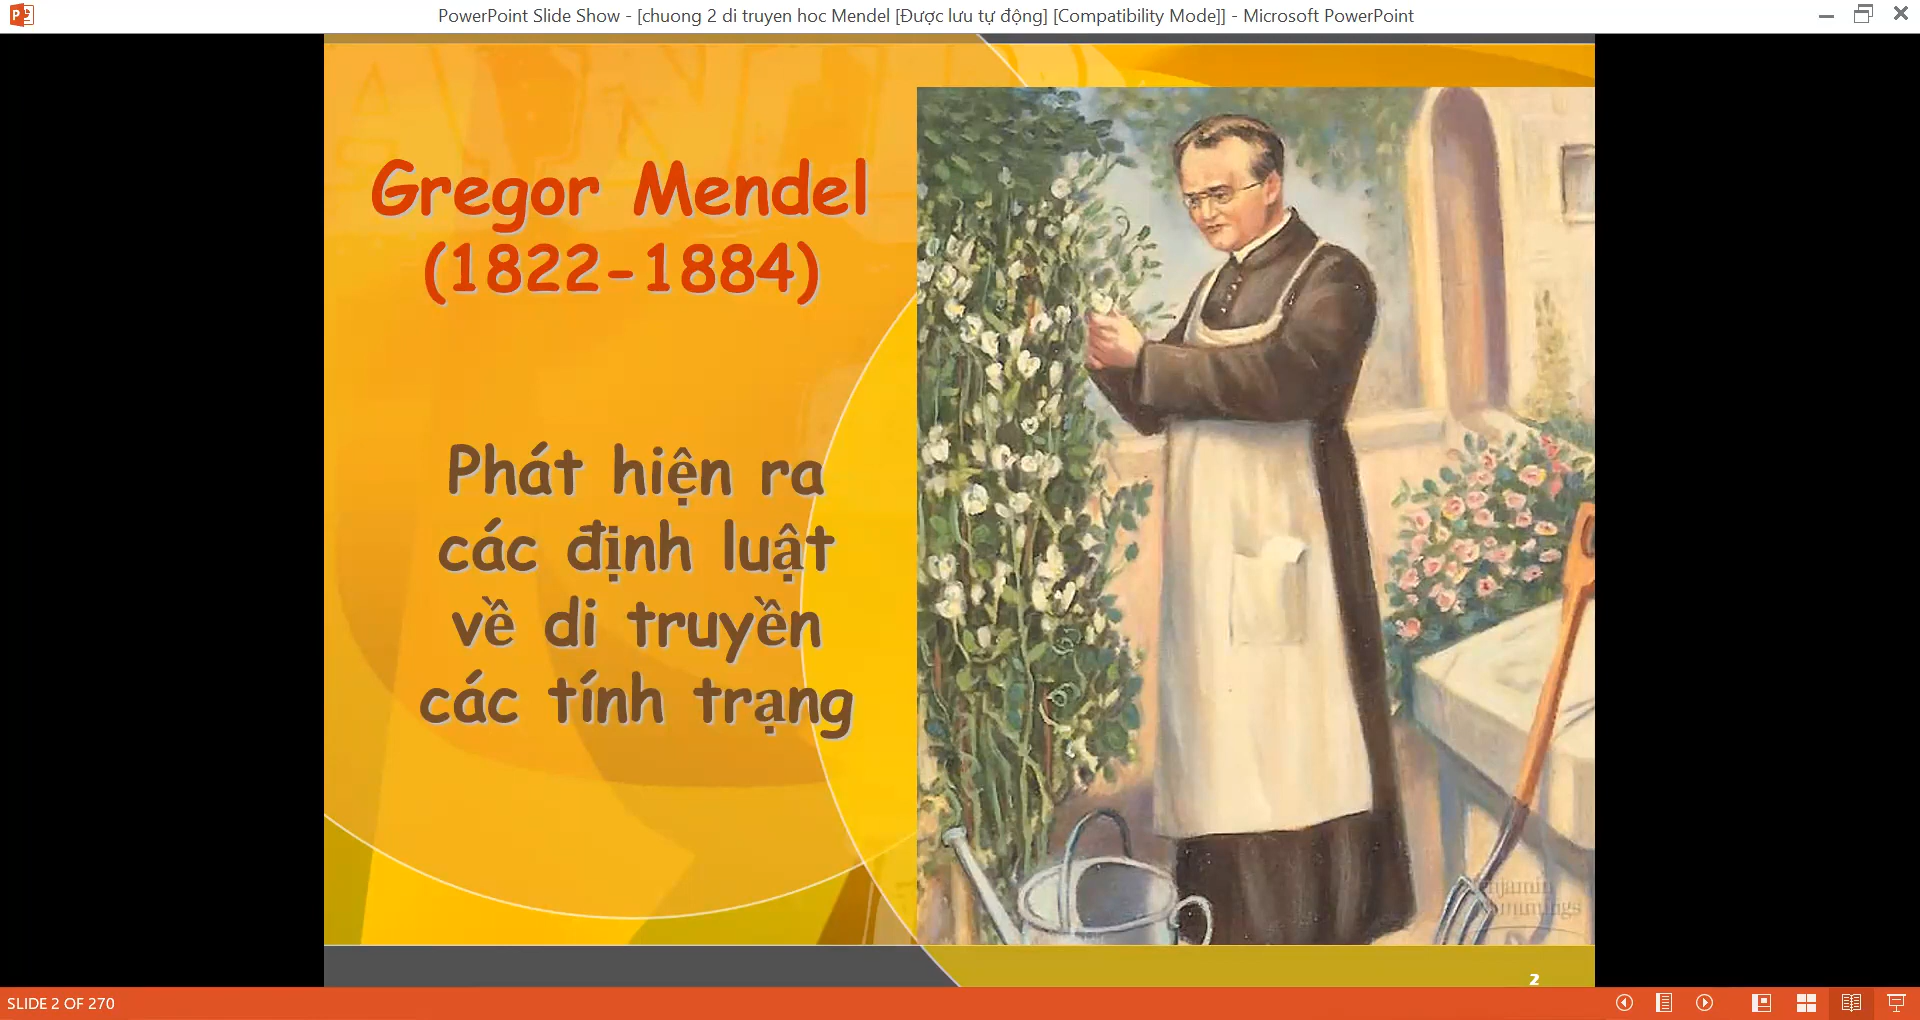 PowerPoint Slide Show - [chuong 2 di truyen hoc Mendel [Được lưu tự động] [Compatibility Mode]] - Microsoft PowerPoint
Gregor Mendel
(1822-1884)
Phát hiện ra
các định luật
về di truyền
các tính trạng
2
SLIDE 2 OF 270